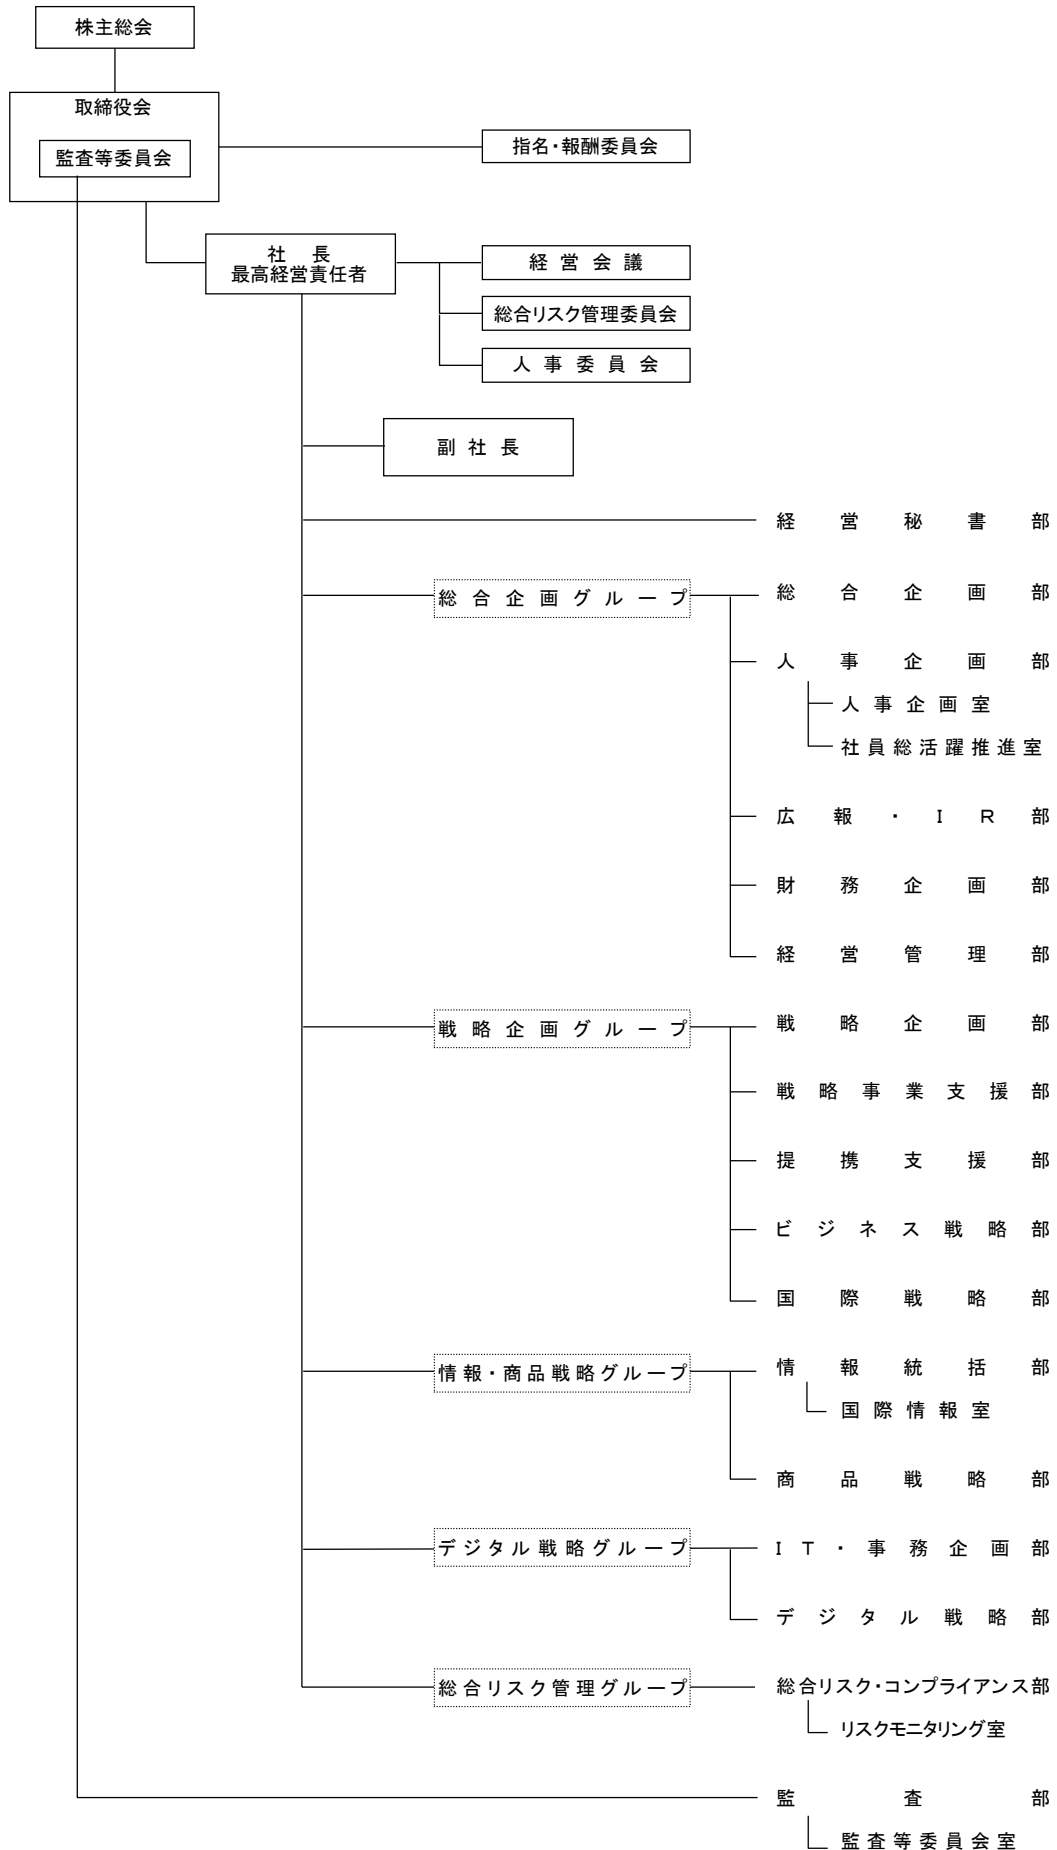 株主総会
取締役会
監査等委員会
指名・報酬委員会
社長
最高経営責任者
経営会議
総合リスク管理委員会
人事委員会
副社長
経営秘書部
総合企画グループ
総合企画部
人事企画部
人事企画室
社員総活躍推進室
広報・IR部
財務企画部
経営管理部
戦略企画グループ
戦略企画部
戦略事業支援部
提携支援部
ビジネス戦略部
国際戦略部
情報・商品戦略グループ
情報統括部
国際情報室
商品戦略部
デジタル戦略グループ
IT・事務企画部
デジタル戦略部
総合リスク管理グループ
総合リスク・コンプライアンス部
リスクモニタリング室
監査部
監査等委員会室